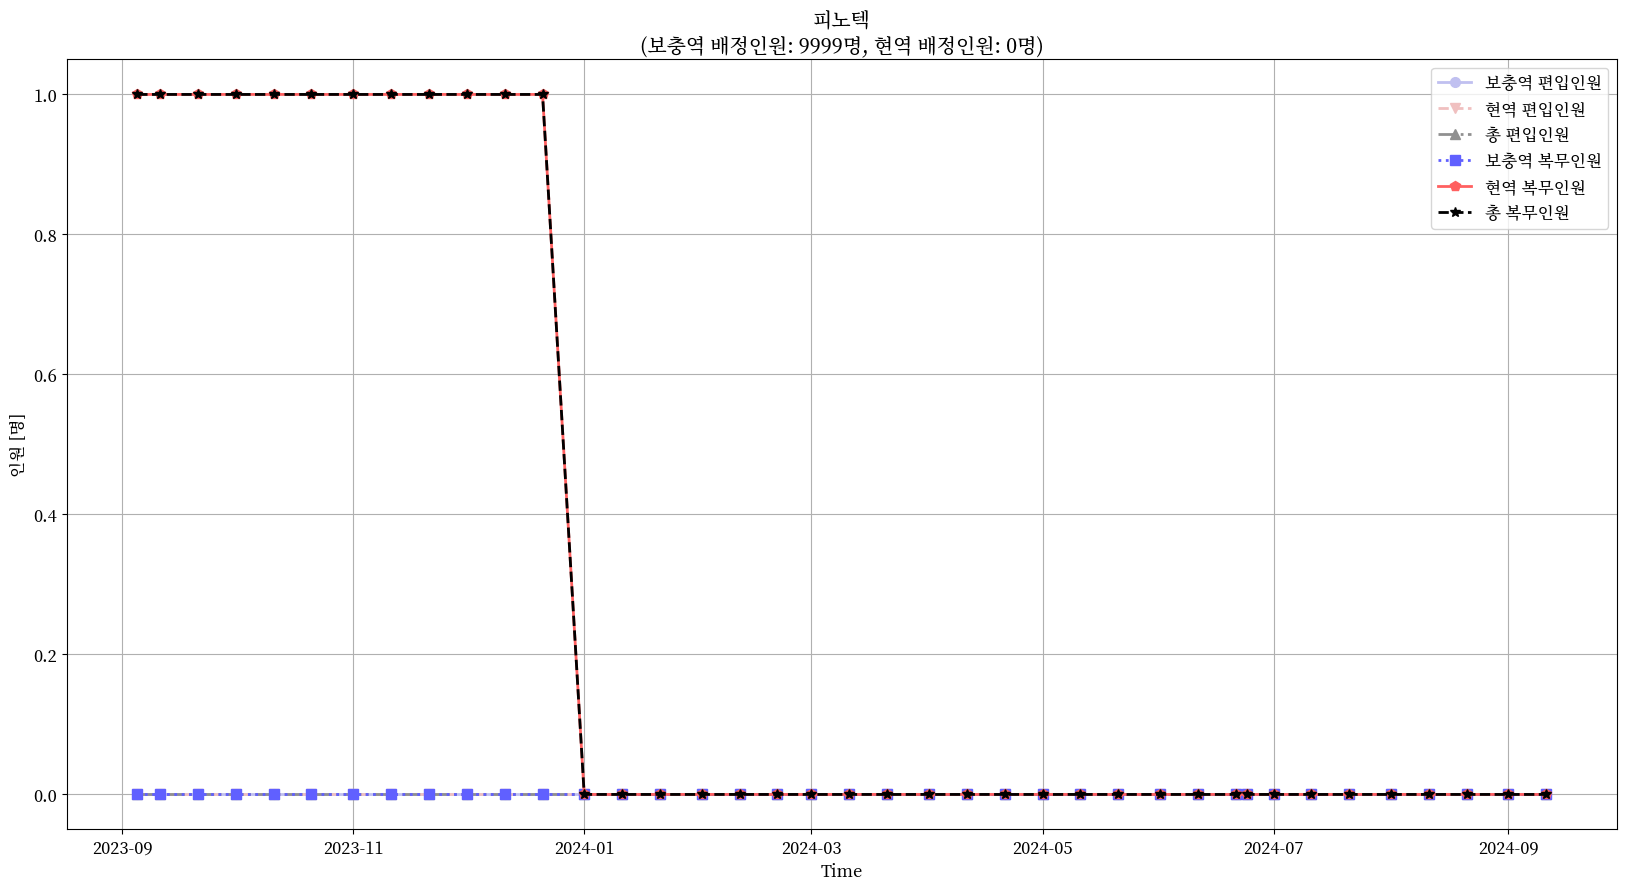 피노텍
(보충역 배정인원: 9999명, 현역 배정인원: 0명)
보충역 편입인원
현역 편입인원
총 편입인원
보충역 복무인원
현역 복무인원
총 복무인원
1.0
0.8
0.6
0.4
0.2
0.0
인원 [명]
2023-09
2023-11
2024-01
2024-03
2024-05
2024-07
2024-09
Time